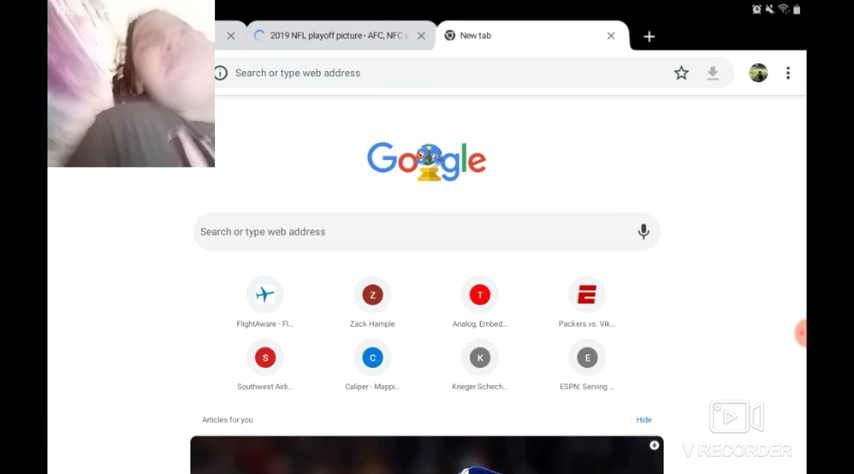 2019 NFL playoff picture - AFC, NFC s
New tab
Search or type web address
Google
Search or type web address
FlightAware - Fl...
Zack Hample
Analog, Embed...
Packers vs. Vik...
Southwest Airli...
Caliper - Mappi...
Krieger Schech...
ESPN: Serving ...
Articles for you
Hide
V RECORDER